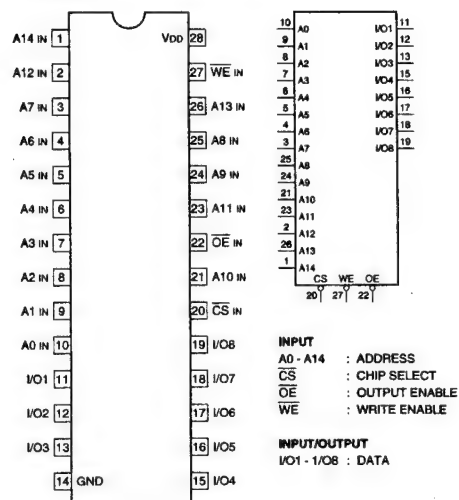 A14 IN 1
A12 IN 2
A7 IN 3
A6 IN 4
A5 IN 5
A4 IN 6
A3 IN 7
A2 IN 8
A1 IN 9
A0 IN 10
I/O1 11
I/O2 12
I/O3 13
14 GND
VDD 28
27 WE IN
26 A13 IN
25 A8 IN
24 A9 IN
23 A11 IN
22 OE IN
21 A10 IN
20 CS IN
19 I/O8
18 I/O7
17 I/O6
16 I/O5
15 I/O4
10 A0
9 A1
8 A2
7 A3
6 A4
5 A5
4 A6
3 A7
25 A8
24 A9
21 A10
23 A11
2 A12
26 A13
1 A14
I/O1 11
I/O2 12
I/O3 13
I/O4 15
I/O5 16
I/O6 17
I/O7 18
I/O8 19
CS WE OE
20 27 22
INPUT
A0 - A14 : ADDRESS
CS : CHIP SELECT
OE : OUTPUT ENABLE
WE : WRITE ENABLE
INPUT/OUTPUT
I/O1 - I/O8 : DATA